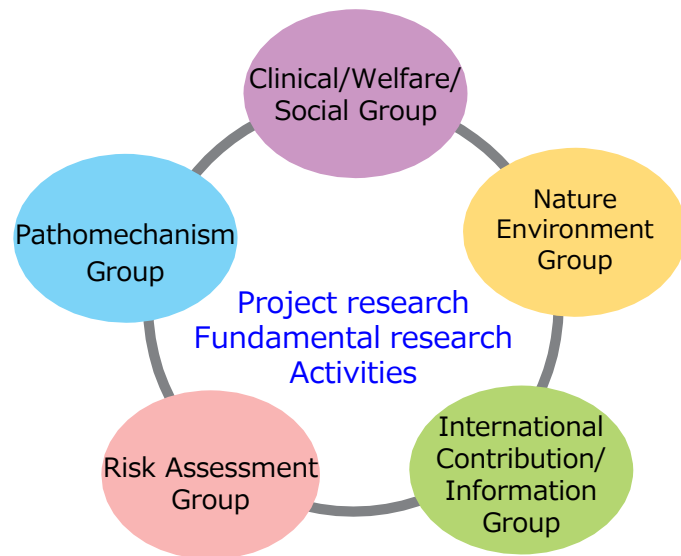 Clinical/Welfare/
Social Group
Nature
Environment
Group
Pathomechanism
Group
Project research
Fundamental research
Activities
International
Contribution/
Information
Group
Risk Assessment
Group